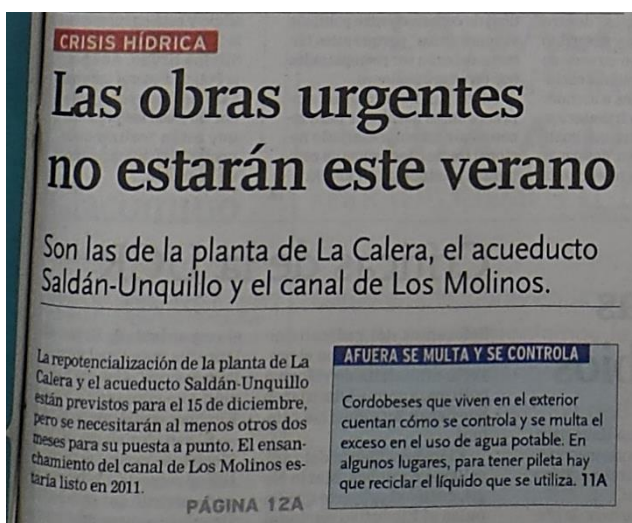 CRISIS HÍDRICA
Las obras urgentes
no estarán este verano
Son las de la planta de La Calera, el acueducto
Saldán-Unquillo y el canal de Los Molinos.
La repotencialización de la planta de La
Calera y el acueducto Saldán-Unquillo
están previstos para el 15 de diciembre,
pero se necesitarán al menos otros dos
meses para su puesta a punto. El ensan-
chamiento del canal de Los Molinos es-
taría listo en 2011.
PÁGINA 12A
AFUERA SE MULTA Y SE CONTROLA
Cordobeses que viven en el exterior
cuentan cómo se controla y se multa el
exceso en el uso de agua potable. En
algunos lugares, para tener pileta hay
que reciclar el líquido que se utiliza. 11A